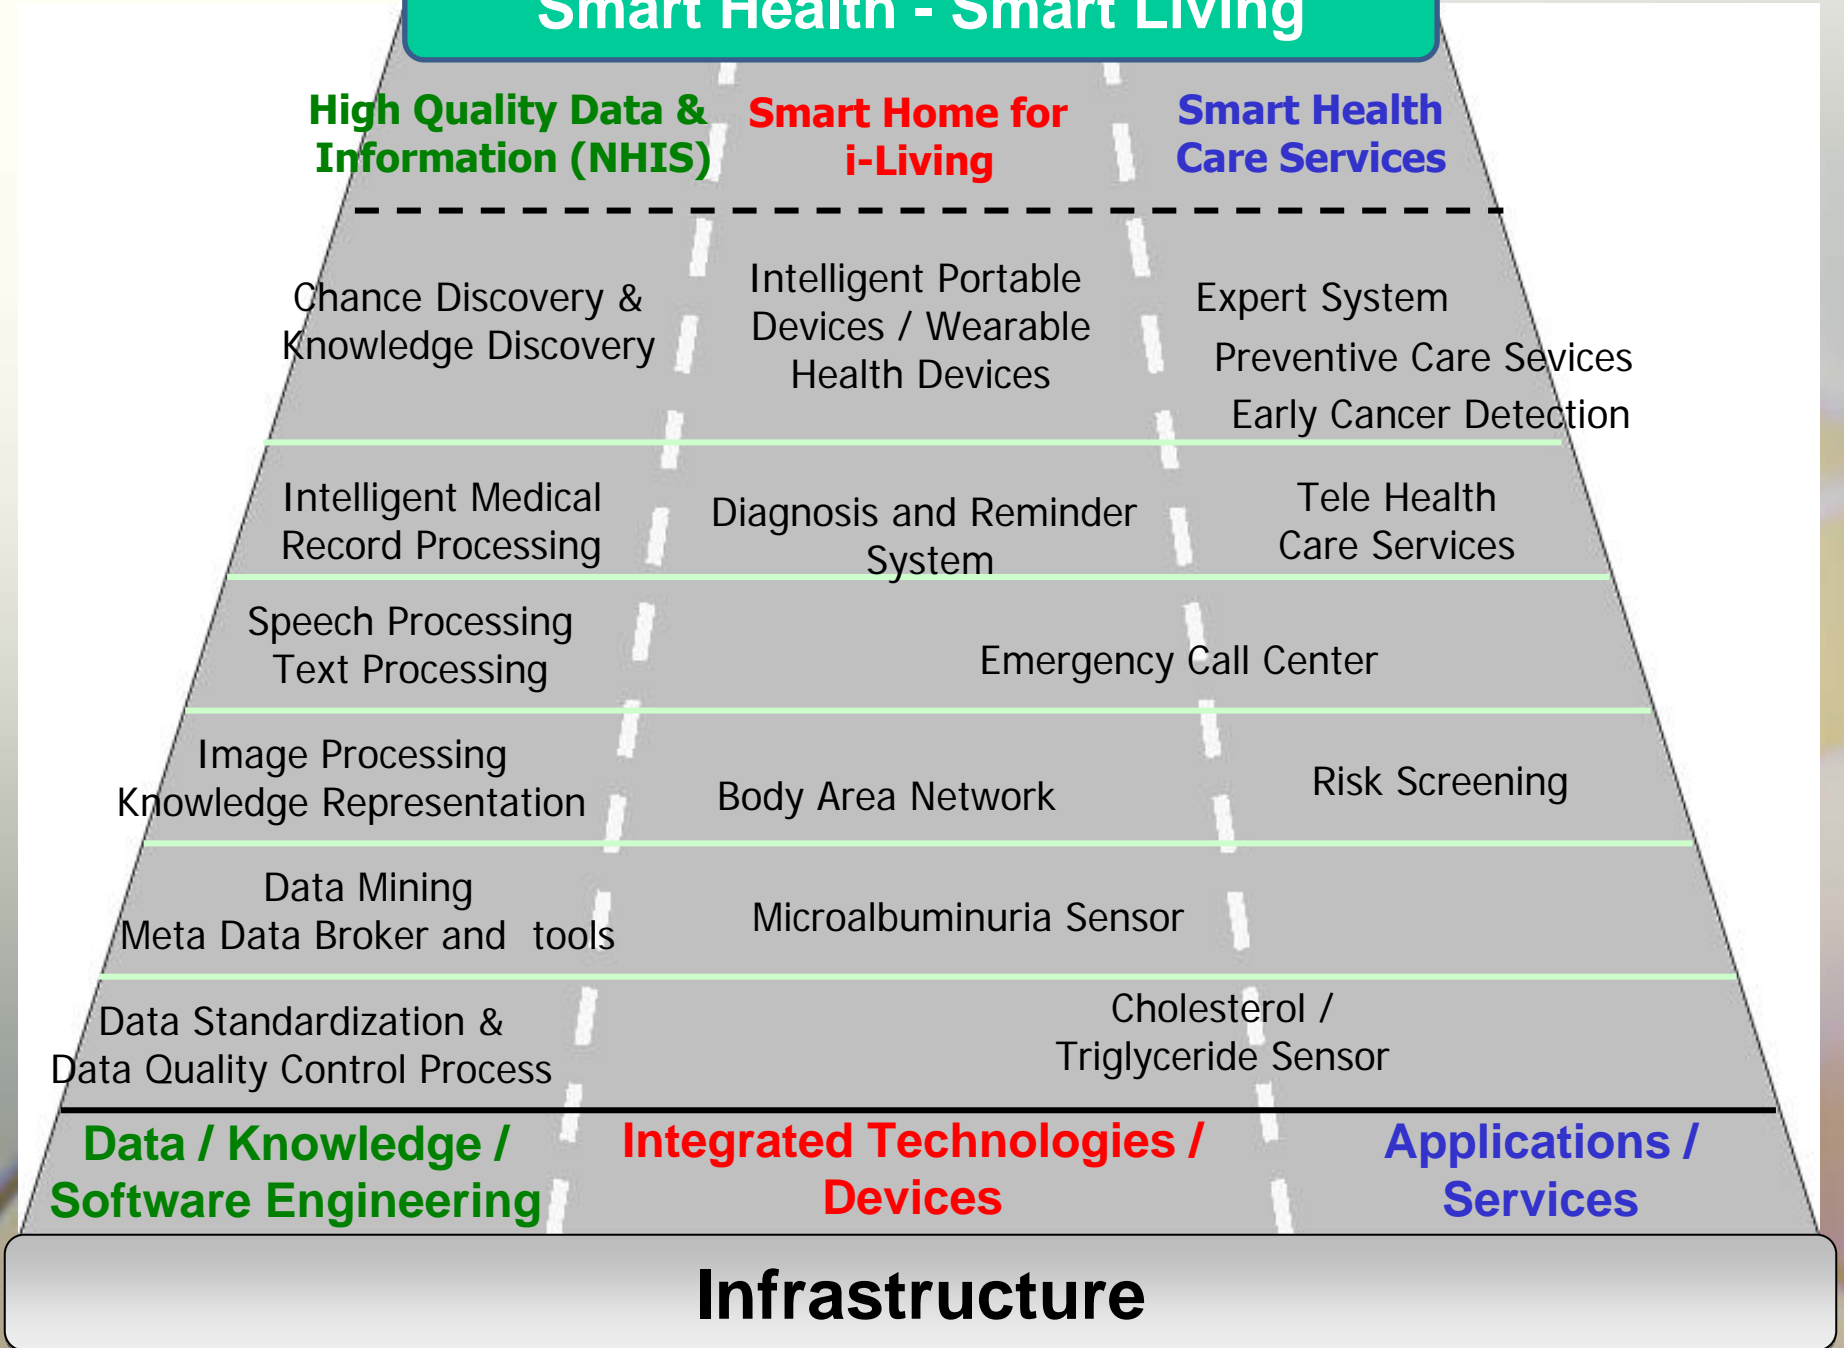 Smart Health - Smart Living
High Quality Data &
Information (NHIS)
Smart Home for
i-Living
Smart Health
Care Services
Chance Discovery &
Knowledge Discovery
Intelligent Portable
Devices / Wearable
Health Devices
Expert System
Preventive Care Sevices
Early Cancer Detection
Intelligent Medical
Record Processing
Diagnosis and Reminder
System
Tele Health
Care Services
Speech Processing
Text Processing
Emergency Call Center
Image Processing
Knowledge Representation
Body Area Network
Risk Screening
Data Mining
Meta Data Broker and  tools
Microalbuminuria Sensor
Data Standardization &
Data Quality Control Process
Cholesterol /
Triglyceride Sensor
Data / Knowledge /
Software Engineering
Integrated Technologies /
Devices
Applications /
Services
Infrastructure